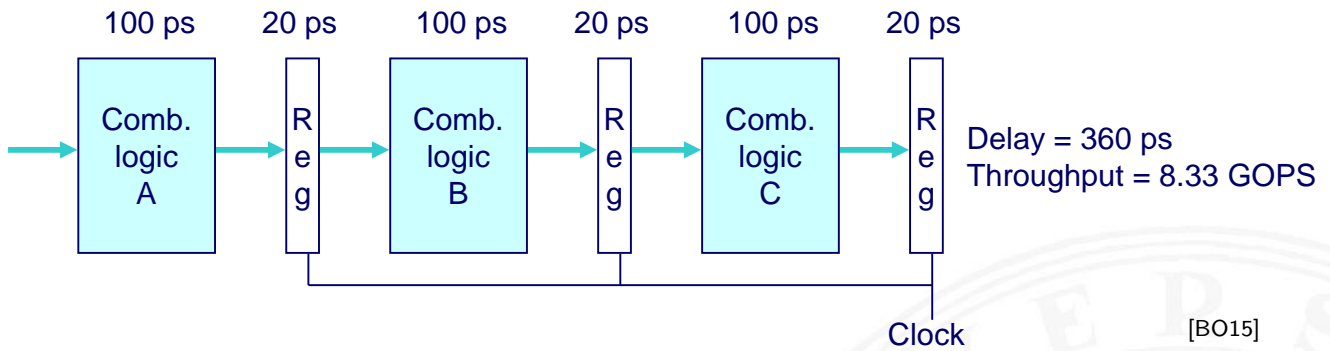 100 ps 20 ps 100 ps 20 ps 100 ps 20 ps
Comb.
logic
A
R
e
g
Comb.
logic
B
R
e
g
Comb.
logic
C
R
e
g
Delay = 360 ps
Throughput = 8.33 GOPS
Clock
[BO15]
E P S